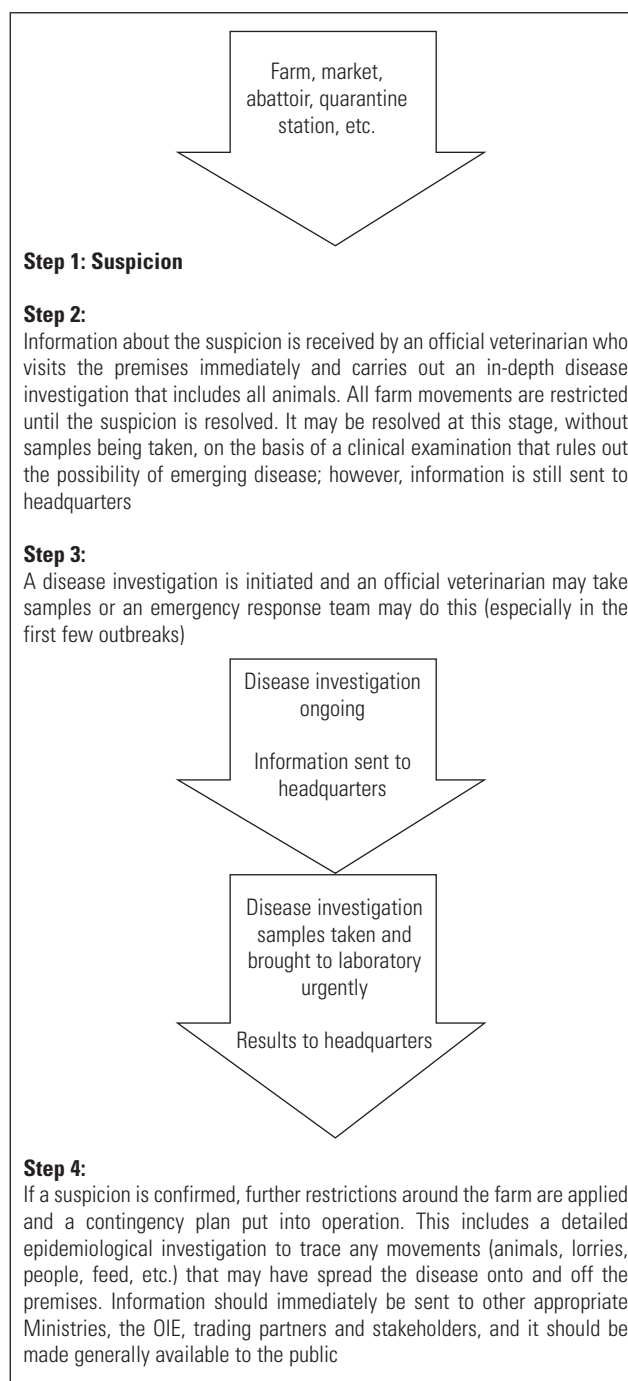 Farm, market,
abattoir, quarantine
station, etc.
Step 1: Suspicion
Step 2:
Information about the suspicion is received by an official veterinarian who
visits the premises immediately and carries out an in-depth disease
investigation that includes all animals. All farm movements are restricted
until the suspicion is resolved. It may be resolved at this stage, without
samples being taken, on the basis of a clinical examination that rules out
the possibility of emerging disease; however, information is still sent to
headquarters
Step 3:
A disease investigation is initiated and an official veterinarian may take
samples or an emergency response team may do this (especially in the
first few outbreaks)
Disease investigation
ongoing
Information sent to
headquarters
Disease investigation
samples taken and
brought to laboratory
urgently
Results to headquarters
Step 4:
If a suspicion is confirmed, further restrictions around the farm are applied
and a contingency plan put into operation. This includes a detailed
epidemiological investigation to trace any movements (animals, lorries,
people, feed, etc.) that may have spread the disease onto and off the
premises. Information should immediately be sent to other appropriate
Ministries, the OIE, trading partners and stakeholders, and it should be
made generally available to the public